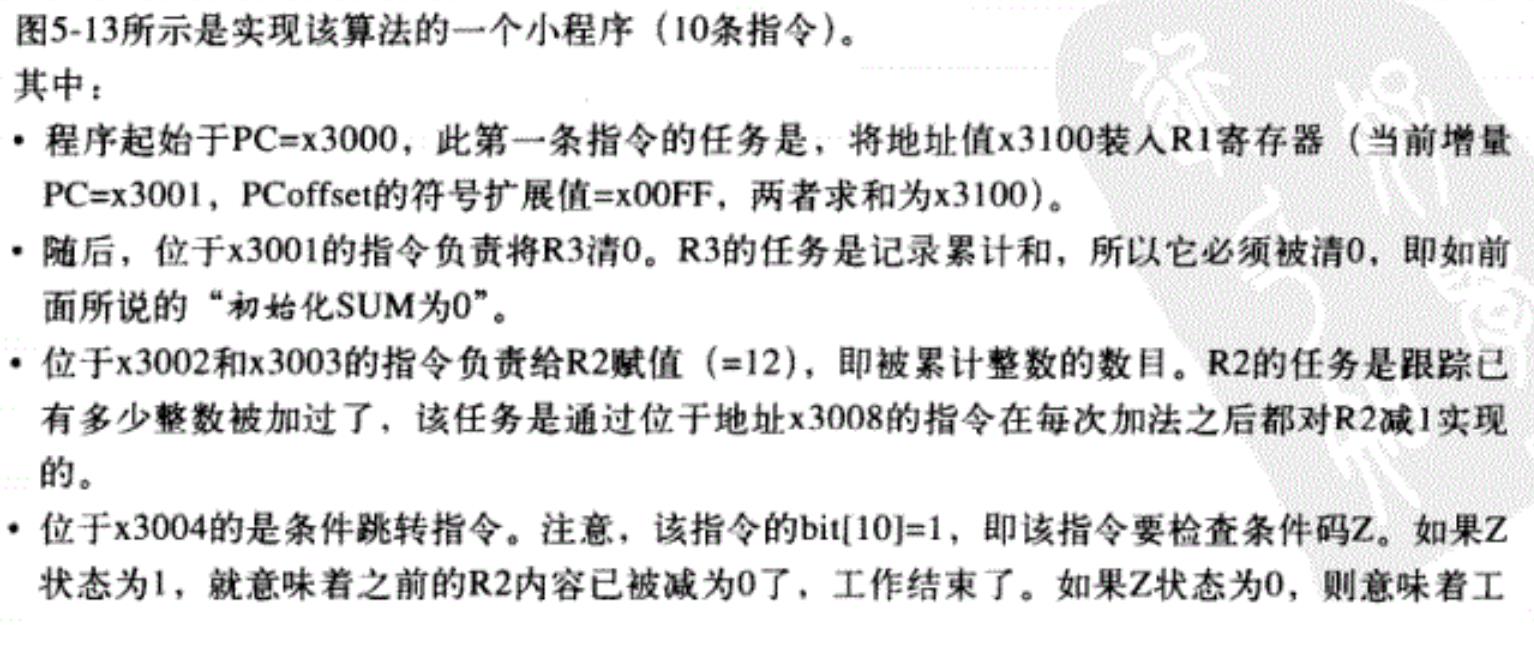 图5-13所示是实现该算法的一个小程序（10条指令）。
其中：
• 程序起始于PC=x3000，此第一条指令的任务是，将地址值x3100装入R1寄存器（当前增量
PC=x3001，PCoffset的符号扩展值=x00FF，两者求和为x3100）。
• 随后，位于x3001的指令负责将R3清0。R3的任务是记录累计和，所以它必须被清0，即如前
面所说的“初始化SUM为0”。
• 位于x3002和x3003的指令负责给R2赋值（=12），即被累计整数的数目。R2的任务是跟踪已
有多少整数被加过了，该任务是通过位于地址x3008的指令在每次加法之后都对R2减1实现
的。
• 位于x3004的是条件跳转指令。注意，该指令的bit[10]=1，即该指令要检查条件码Z。如果Z
状态为1，就意味着之前的R2内容已被减为0了，工作结束了。如果Z状态为0，则意味着工